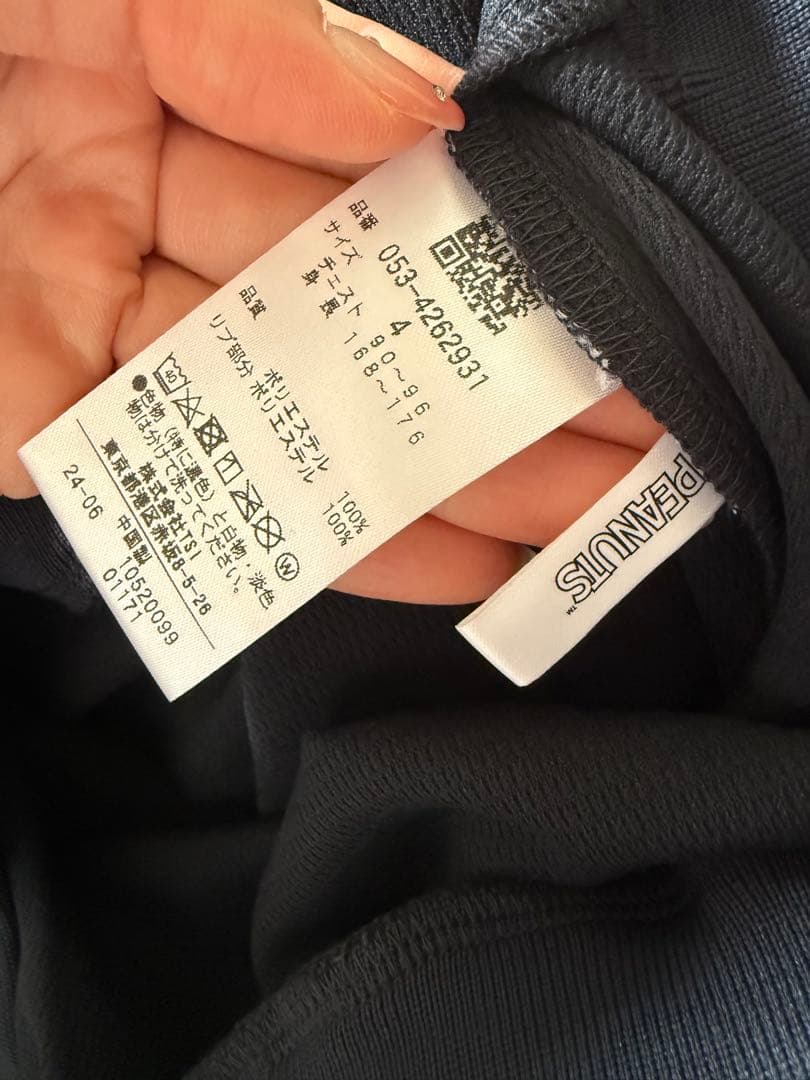 品番 053-4262931
サイズ 4
チェスト 90～96
身長 168～176
品質
ポリエステル 100%
リブ部分 ポリエステル 100%
40
W
●色物（特に濃色）と白物・淡色
物は分けて洗ってください。
株式会社TSI
東京都港区赤坂8-5-26
24-06 中国製 10520099
01171
PEANUTS™